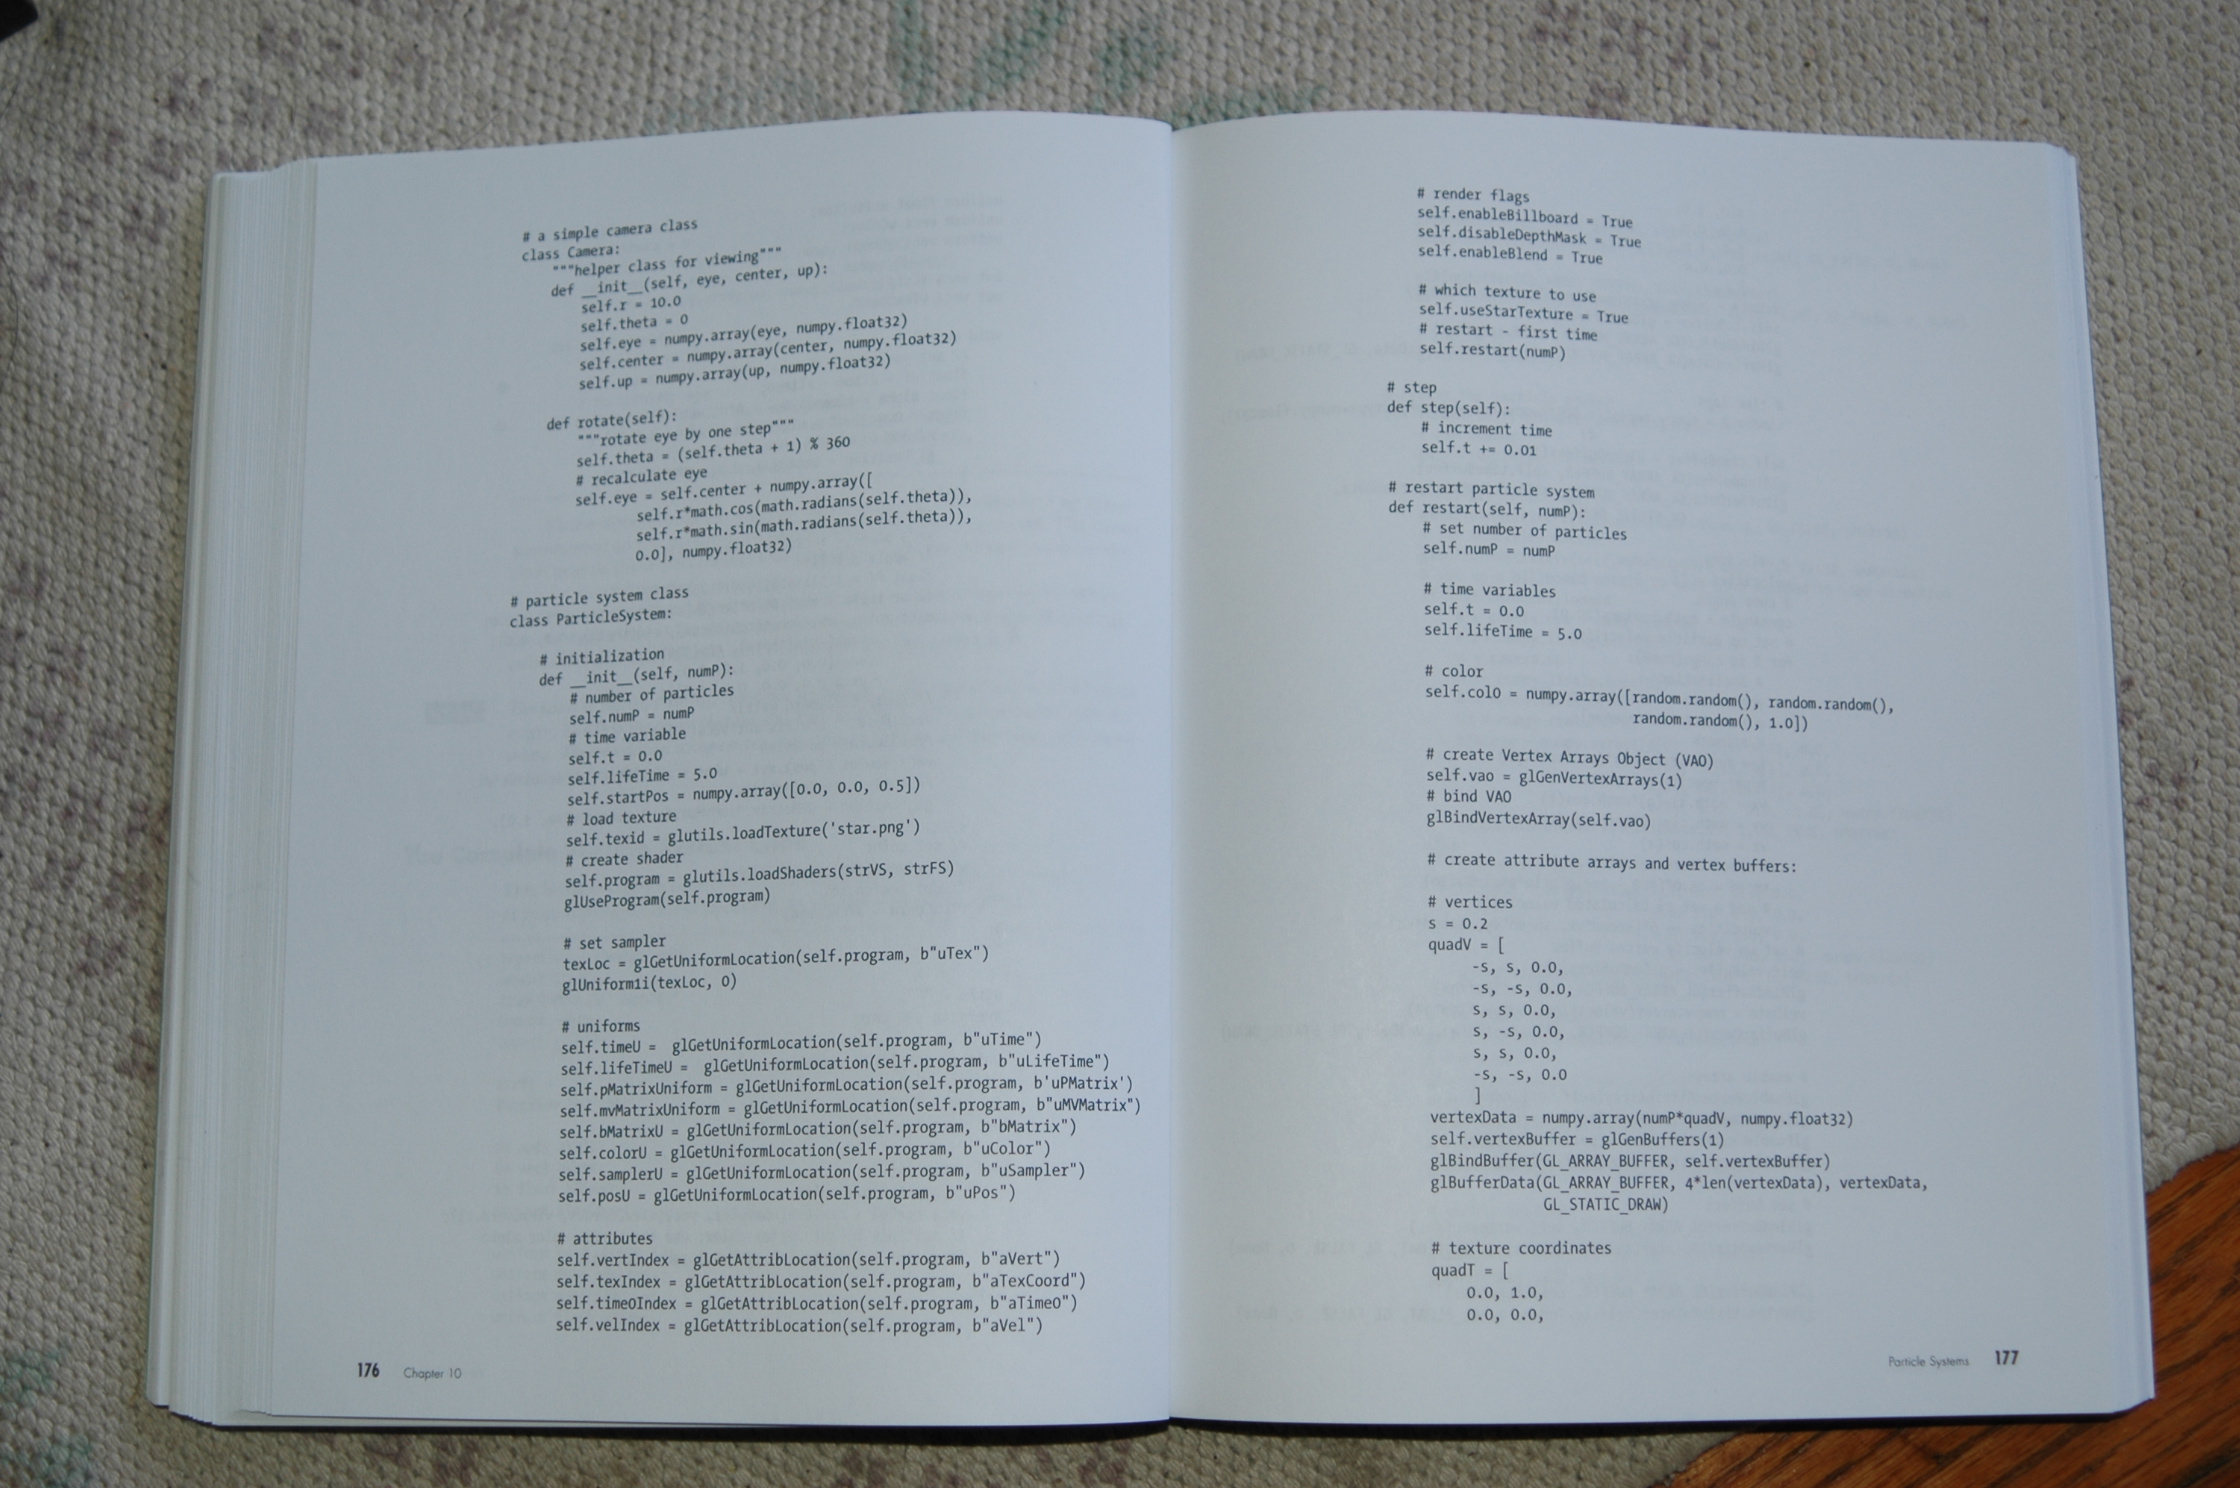 # a simple camera class
class Camera:
    """helper class for viewing"""
    def __init__(self, eye, center, up):
        self.r = 10.0
        self.theta = 0
        self.eye = numpy.array(eye, numpy.float32)
        self.center = numpy.array(center, numpy.float32)
        self.up = numpy.array(up, numpy.float32)
    def rotate(self):
        """rotate eye by one step"""
        self.theta = (self.theta + 1) % 360
        # recalculate eye
        self.eye = self.center + numpy.array([
                self.r*math.cos(math.radians(self.theta)),
                self.r*math.sin(math.radians(self.theta)),
                0.0], numpy.float32)
# particle system class
class ParticleSystem:
    # initialization
    def __init__(self, numP):
        # number of particles
        self.numP = numP
        # time variable
        self.t = 0.0
        self.lifeTime = 5.0
        self.startPos = numpy.array([0.0, 0.0, 0.5])
        # load texture
        self.texid = glutils.loadTexture('star.png')
        # create shader
        self.program = glutils.loadShaders(strVS, strFS)
        glUseProgram(self.program)
        # set sampler
        texLoc = glGetUniformLocation(self.program, b"uTex")
        glUniform1i(texLoc, 0)
        # uniforms
        self.timeU =  glGetUniformLocation(self.program, b"uTime")
        self.lifeTimeU =  glGetUniformLocation(self.program, b"uLifeTime")
        self.pMatrixUniform = glGetUniformLocation(self.program, b'uPMatrix')
        self.mvMatrixUniform = glGetUniformLocation(self.program, b"uMVMatrix")
        self.bMatrixU = glGetUniformLocation(self.program, b"bMatrix")
        self.colorU = glGetUniformLocation(self.program, b"uColor")
        self.samplerU = glGetUniformLocation(self.program, b"uSampler")
        self.posU = glGetUniformLocation(self.program, b"uPos")
        # attributes
        self.vertIndex = glGetAttribLocation(self.program, b"aVert")
        self.texIndex = glGetAttribLocation(self.program, b"aTexCoord")
        self.time0Index = glGetAttribLocation(self.program, b"aTime0")
        self.velIndex = glGetAttribLocation(self.program, b"aVel")
176 Chapter 10
        # render flags
        self.enableBillboard = True
        self.disableDepthMask = True
        self.enableBlend = True
        # which texture to use
        self.useStarTexture = True
        # restart - first time
        self.restart(numP)
    # step
    def step(self):
        # increment time
        self.t += 0.01
    # restart particle system
    def restart(self, numP):
        # set number of particles
        self.numP = numP
        # time variables
        self.t = 0.0
        self.lifeTime = 5.0
        # color
        self.col0 = numpy.array([random.random(), random.random(),
                                 random.random(), 1.0])
        # create Vertex Arrays Object (VAO)
        self.vao = glGenVertexArrays(1)
        # bind VAO
        glBindVertexArray(self.vao)
        # create attribute arrays and vertex buffers:
        # vertices
        s = 0.2
        quadV = [
            -s, s, 0.0,
            -s, -s, 0.0,
            s, s, 0.0,
            s, -s, 0.0,
            s, s, 0.0,
            -s, -s, 0.0
            ]
        vertexData = numpy.array(numP*quadV, numpy.float32)
        self.vertexBuffer = glGenBuffers(1)
        glBindBuffer(GL_ARRAY_BUFFER, self.vertexBuffer)
        glBufferData(GL_ARRAY_BUFFER, 4*len(vertexData), vertexData,
                     GL_STATIC_DRAW)
        # texture coordinates
        quadT = [
            0.0, 1.0,
            0.0, 0.0,
Particle Systems 177